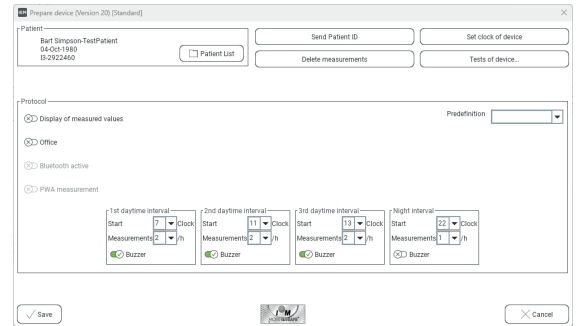 Prepare device (Version 20) [Standard]
Patient
Bart Simpson-TestPatient
04-Oct-1980
I3-2922460
Patient List
Send Patient ID
Set clock of device
Delete measurements
Tests of device...
Protocol
Display of measured values
Predefinition
Office
Bluetooth active
PWA measurement
1st daytime interval
Start 7 Clock
Measurements 2 /h
Buzzer
2nd daytime interval
Start 11 Clock
Measurements 2 /h
Buzzer
3rd daytime interval
Start 13 Clock
Measurements 2 /h
Buzzer
Night interval
Start 22 Clock
Measurements 1 /h
Buzzer
Save
Cancel